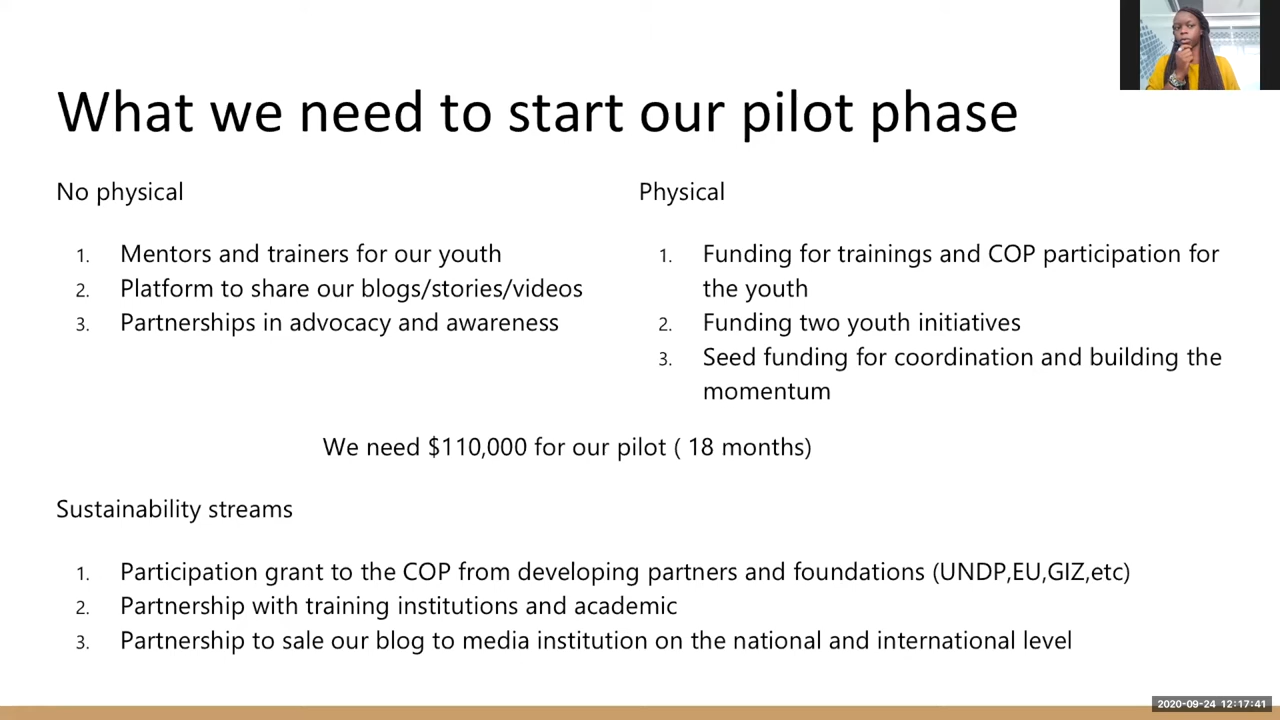 What we need to start our pilot phase
No physical
1. Mentors and trainers for our youth
2. Platform to share our blogs/stories/videos
3. Partnerships in advocacy and awareness
Physical
1. Funding for trainings and COP participation for
the youth
2. Funding two youth initiatives
3. Seed funding for coordination and building the
momentum
We need $110,000 for our pilot ( 18 months)
Sustainability streams
1. Participation grant to the COP from developing partners and foundations (UNDP,EU,GIZ,etc)
2. Partnership with training institutions and academic
3. Partnership to sale our blog to media institution on the national and international level
2020-09-24 12:17:41